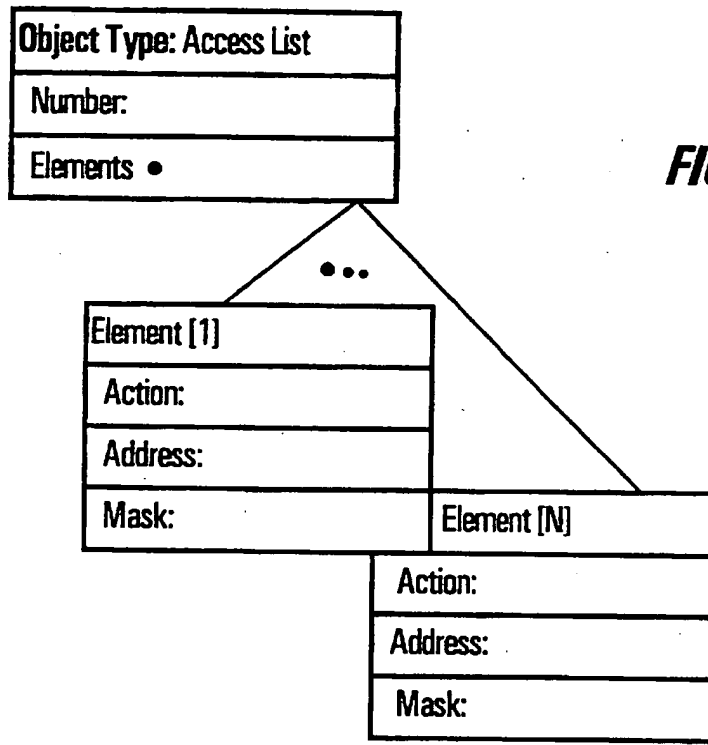 Object Type: Access List
Number:
Elements •
•••
Element [1]
Action:
Address:
Mask:
Element [N]
Action:
Address:
Mask: